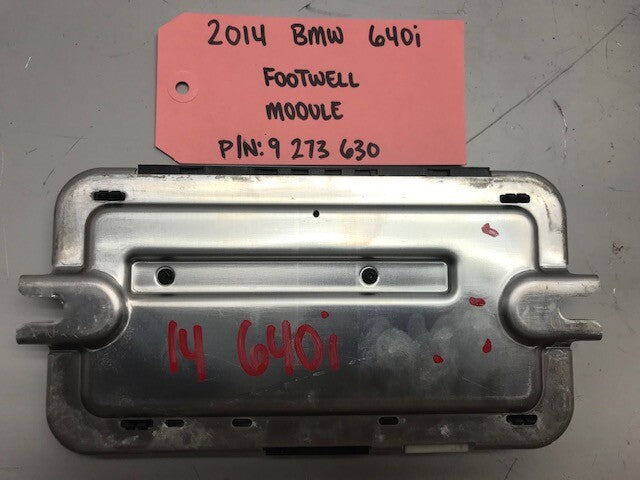 2014 BMW 640i
FOOTWELL
MODULE
P/N: 9 273 630
14 640i